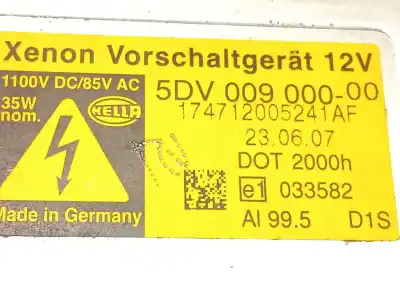 Xenon Vorschaltgerät 12V
1100V DC/85V AC
35W
nom.
HELLA
5DV 009 000-00
174712005241AF
23.06.07
DOT 2000h
e1 033582
Made in Germany
Al 99.5 D1S